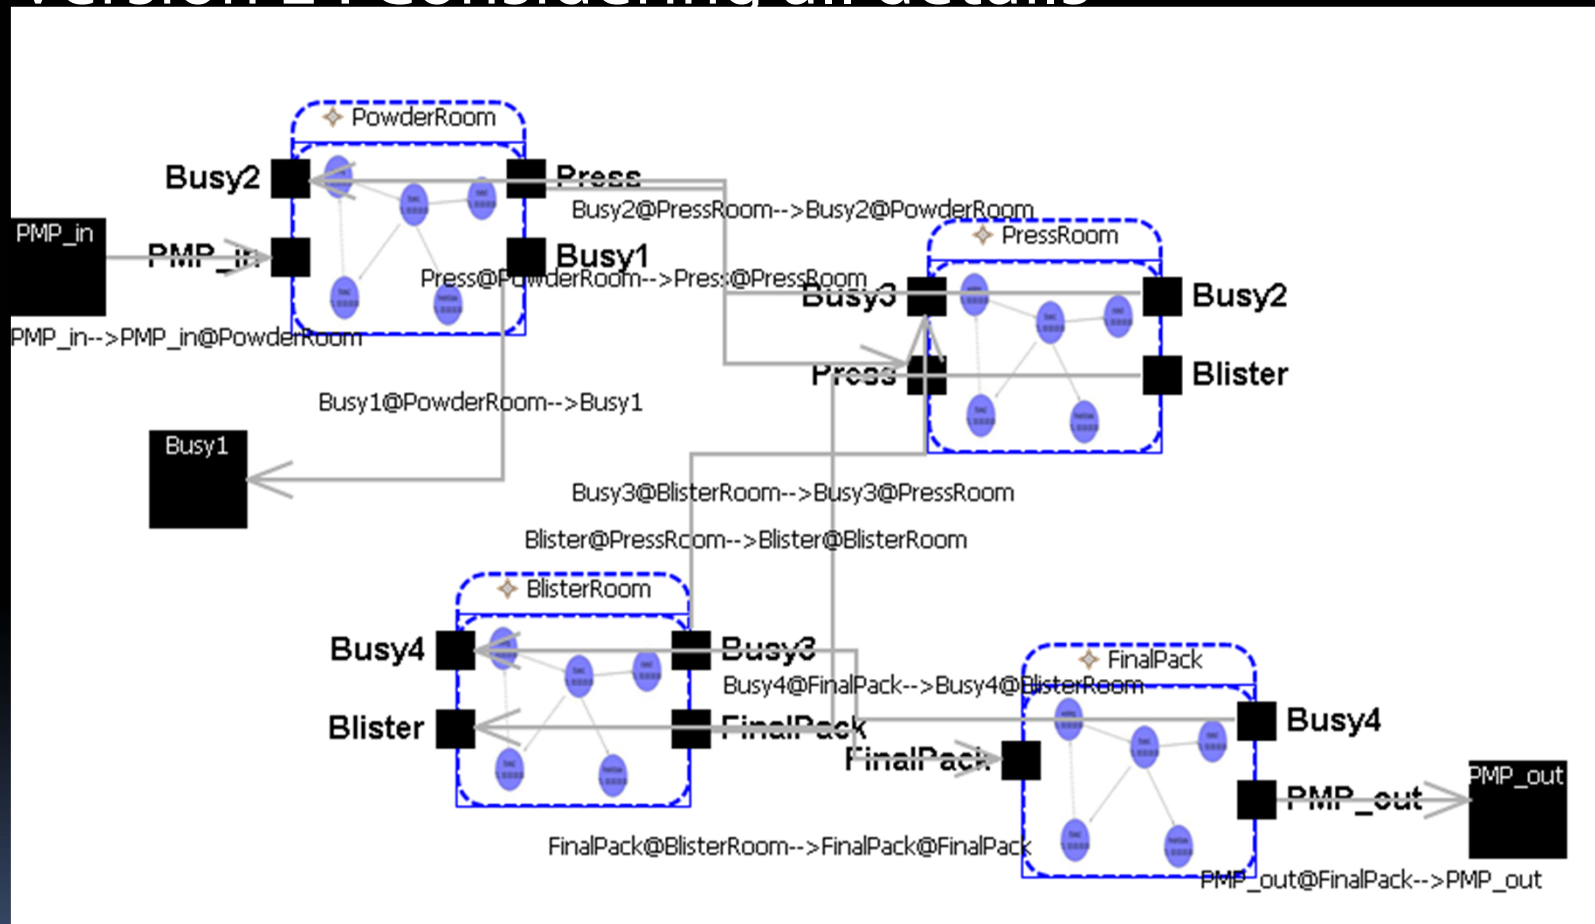 PowderRoom
Busy2
Press
Busy2@PressRoom-->Busy2@PowderRoom
PMP_in
PressRoom
PMP_in
Busy1
Press@PowderRoom-->Press@PressRoom
Busy3
Busy2
PMP_in-->PMP_in@PowderRoom
Press
Blister
Busy1@PowderRoom-->Busy1
Busy1
Busy3@BlisterRoom-->Busy3@PressRoom
Blister@PressRoom-->Blister@BlisterRoom
BlisterRoom
Busy4
Busy3
FinalPack
Busy4@FinalPack-->Busy4@BlisterRoom
Blister
FinalPack
Busy4
FinalPack
PMP_out
PMP_out
FinalPack@BlisterRoom-->FinalPack@FinalPack
PMP_out@FinalPack-->PMP_out